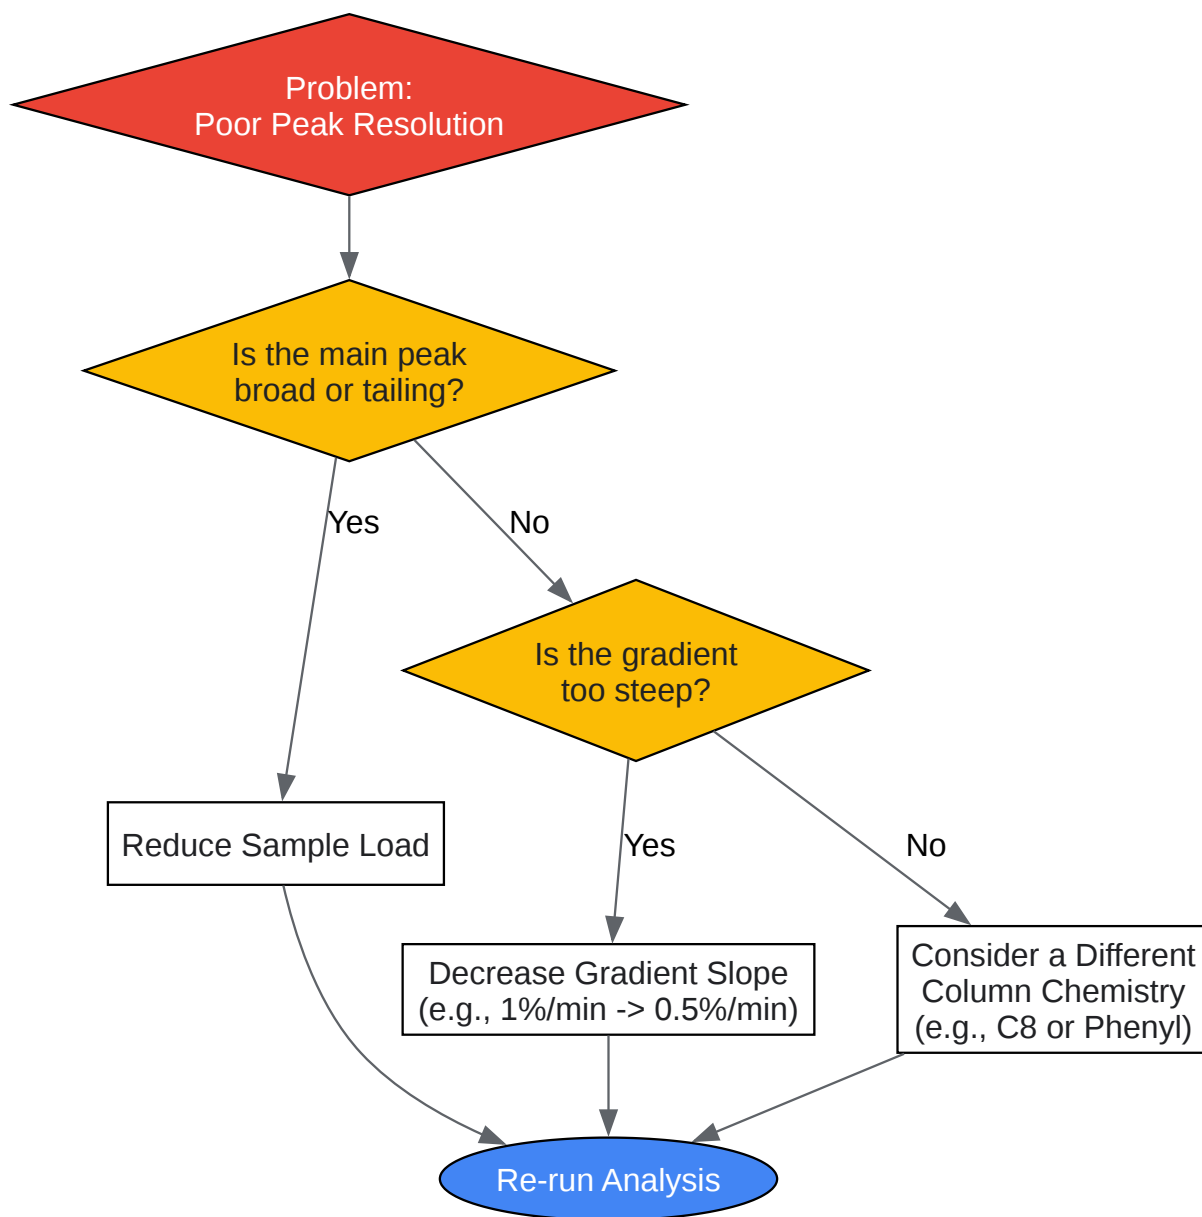 Problem:
Poor Peak Resolution
Is the main peak
broad or tailing?
Yes
No
Is the gradient
too steep?
Reduce Sample Load
Yes
No
Decrease Gradient Slope
(e.g., 1%/min -> 0.5%/min)
Consider a Different
Column Chemistry
(e.g., C8 or Phenyl)
Re-run Analysis